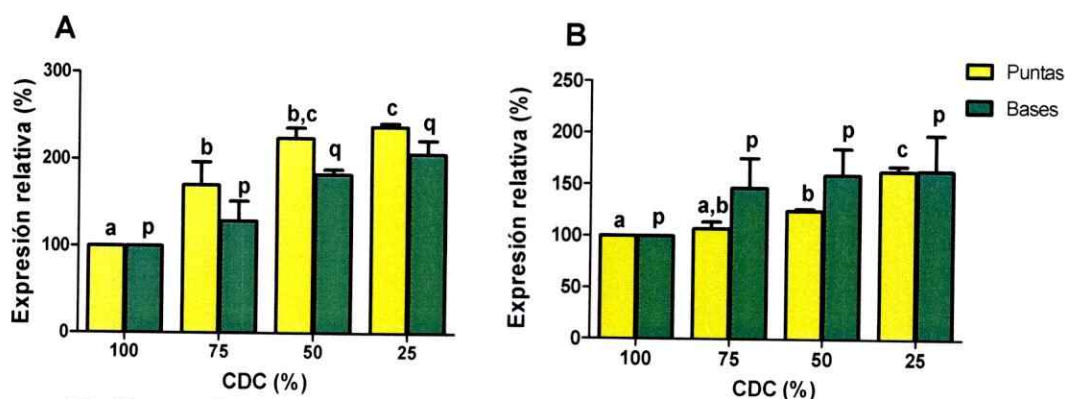 A
Expresión relativa (%)
300
200
100
0
a
p
b
p
b,c
q
c
q
100
75
50
25
CDC (%)
B
Expresión relativa (%)
250
200
150
100
50
0
a
p
a,b
p
b
p
c
p
100
75
50
25
CDC (%)
Puntas
Bases